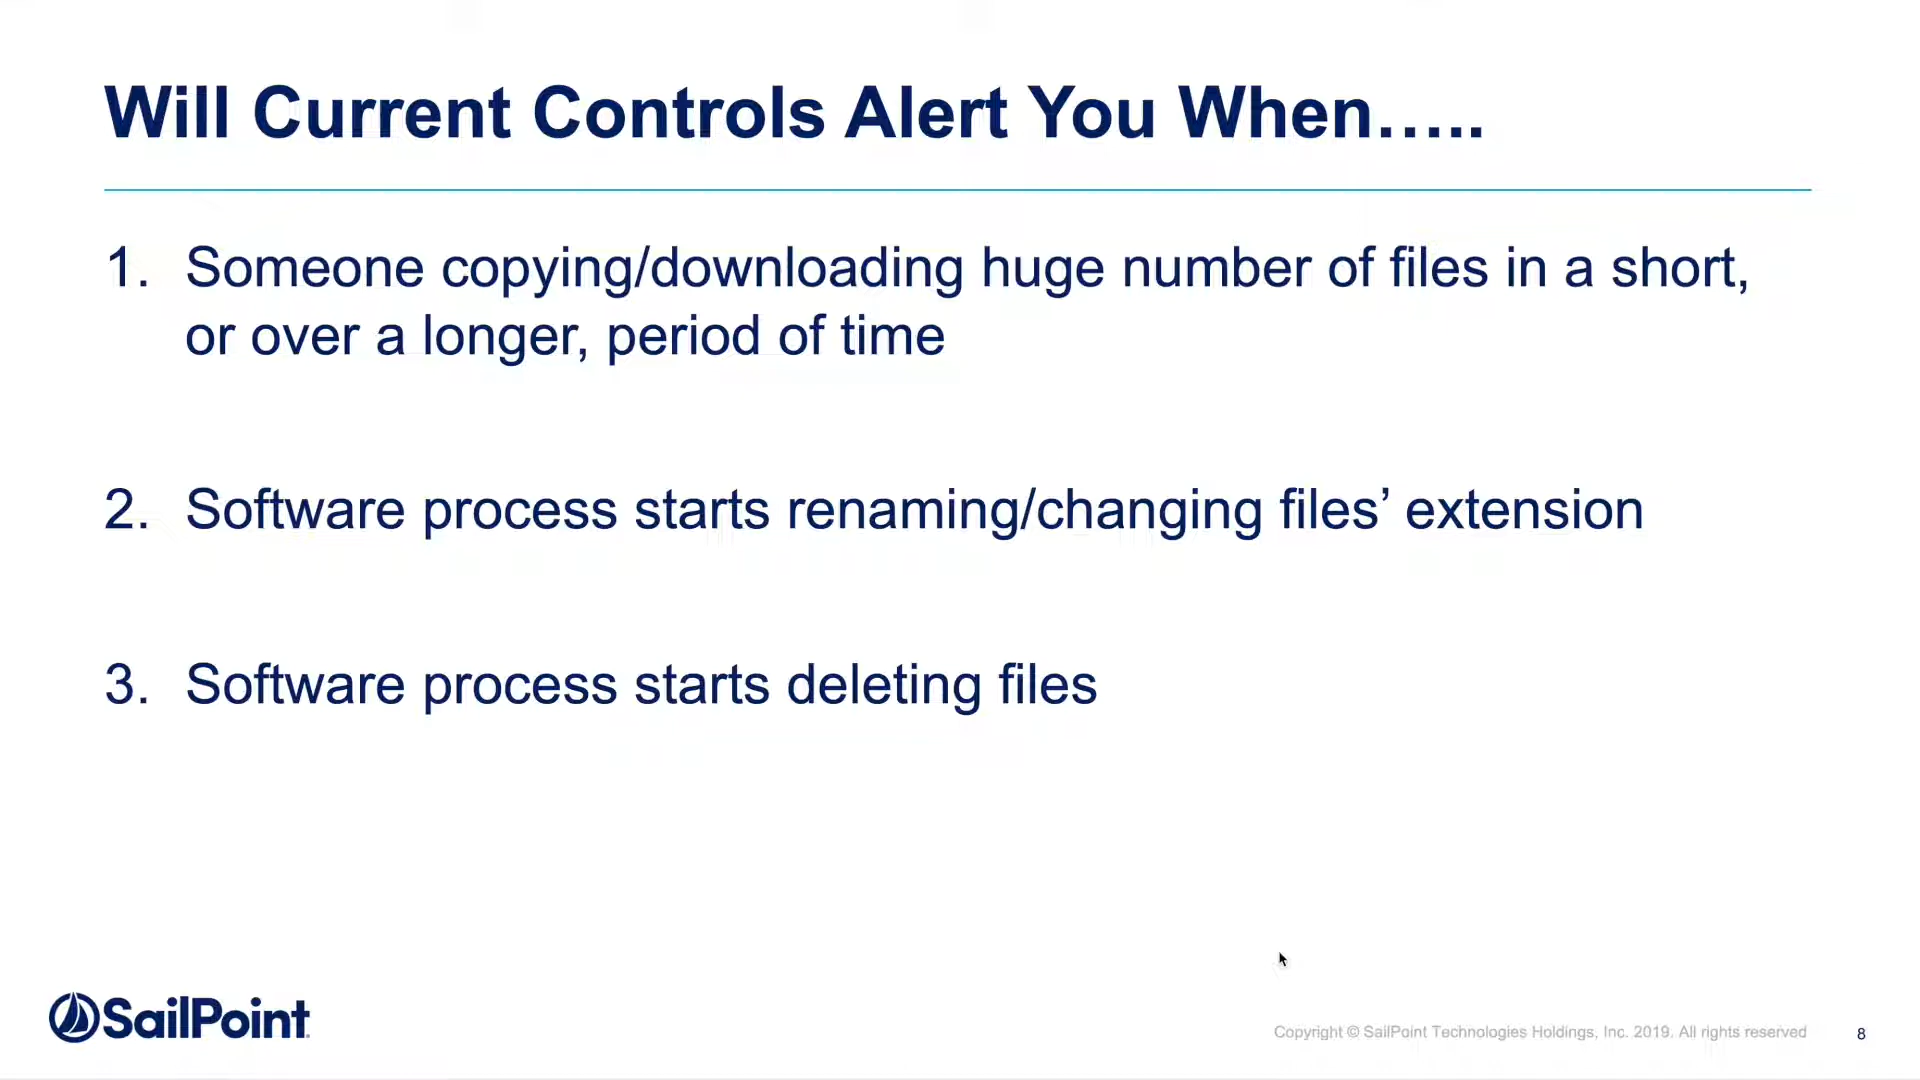 Will Current Controls Alert You When…..
1. Someone copying/downloading huge number of files in a short,
or over a longer, period of time
2. Software process starts renaming/changing files’ extension
3. Software process starts deleting files
SailPoint
Copyright © SailPoint Technologies Holdings, Inc. 2019. All rights reserved
8